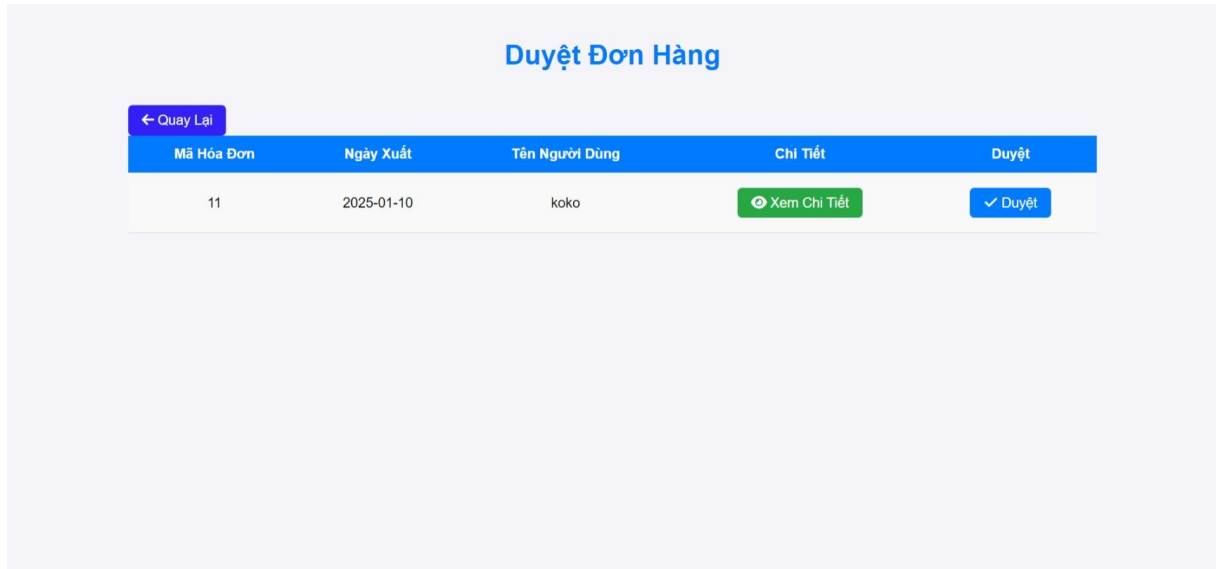 Duyệt Đơn Hàng
Quay Lại
Mã Hóa Đơn Ngày Xuất Tên Người Dùng Chi Tiết Duyệt
11 2025-01-10 koko Xem Chi Tiết Duyệt